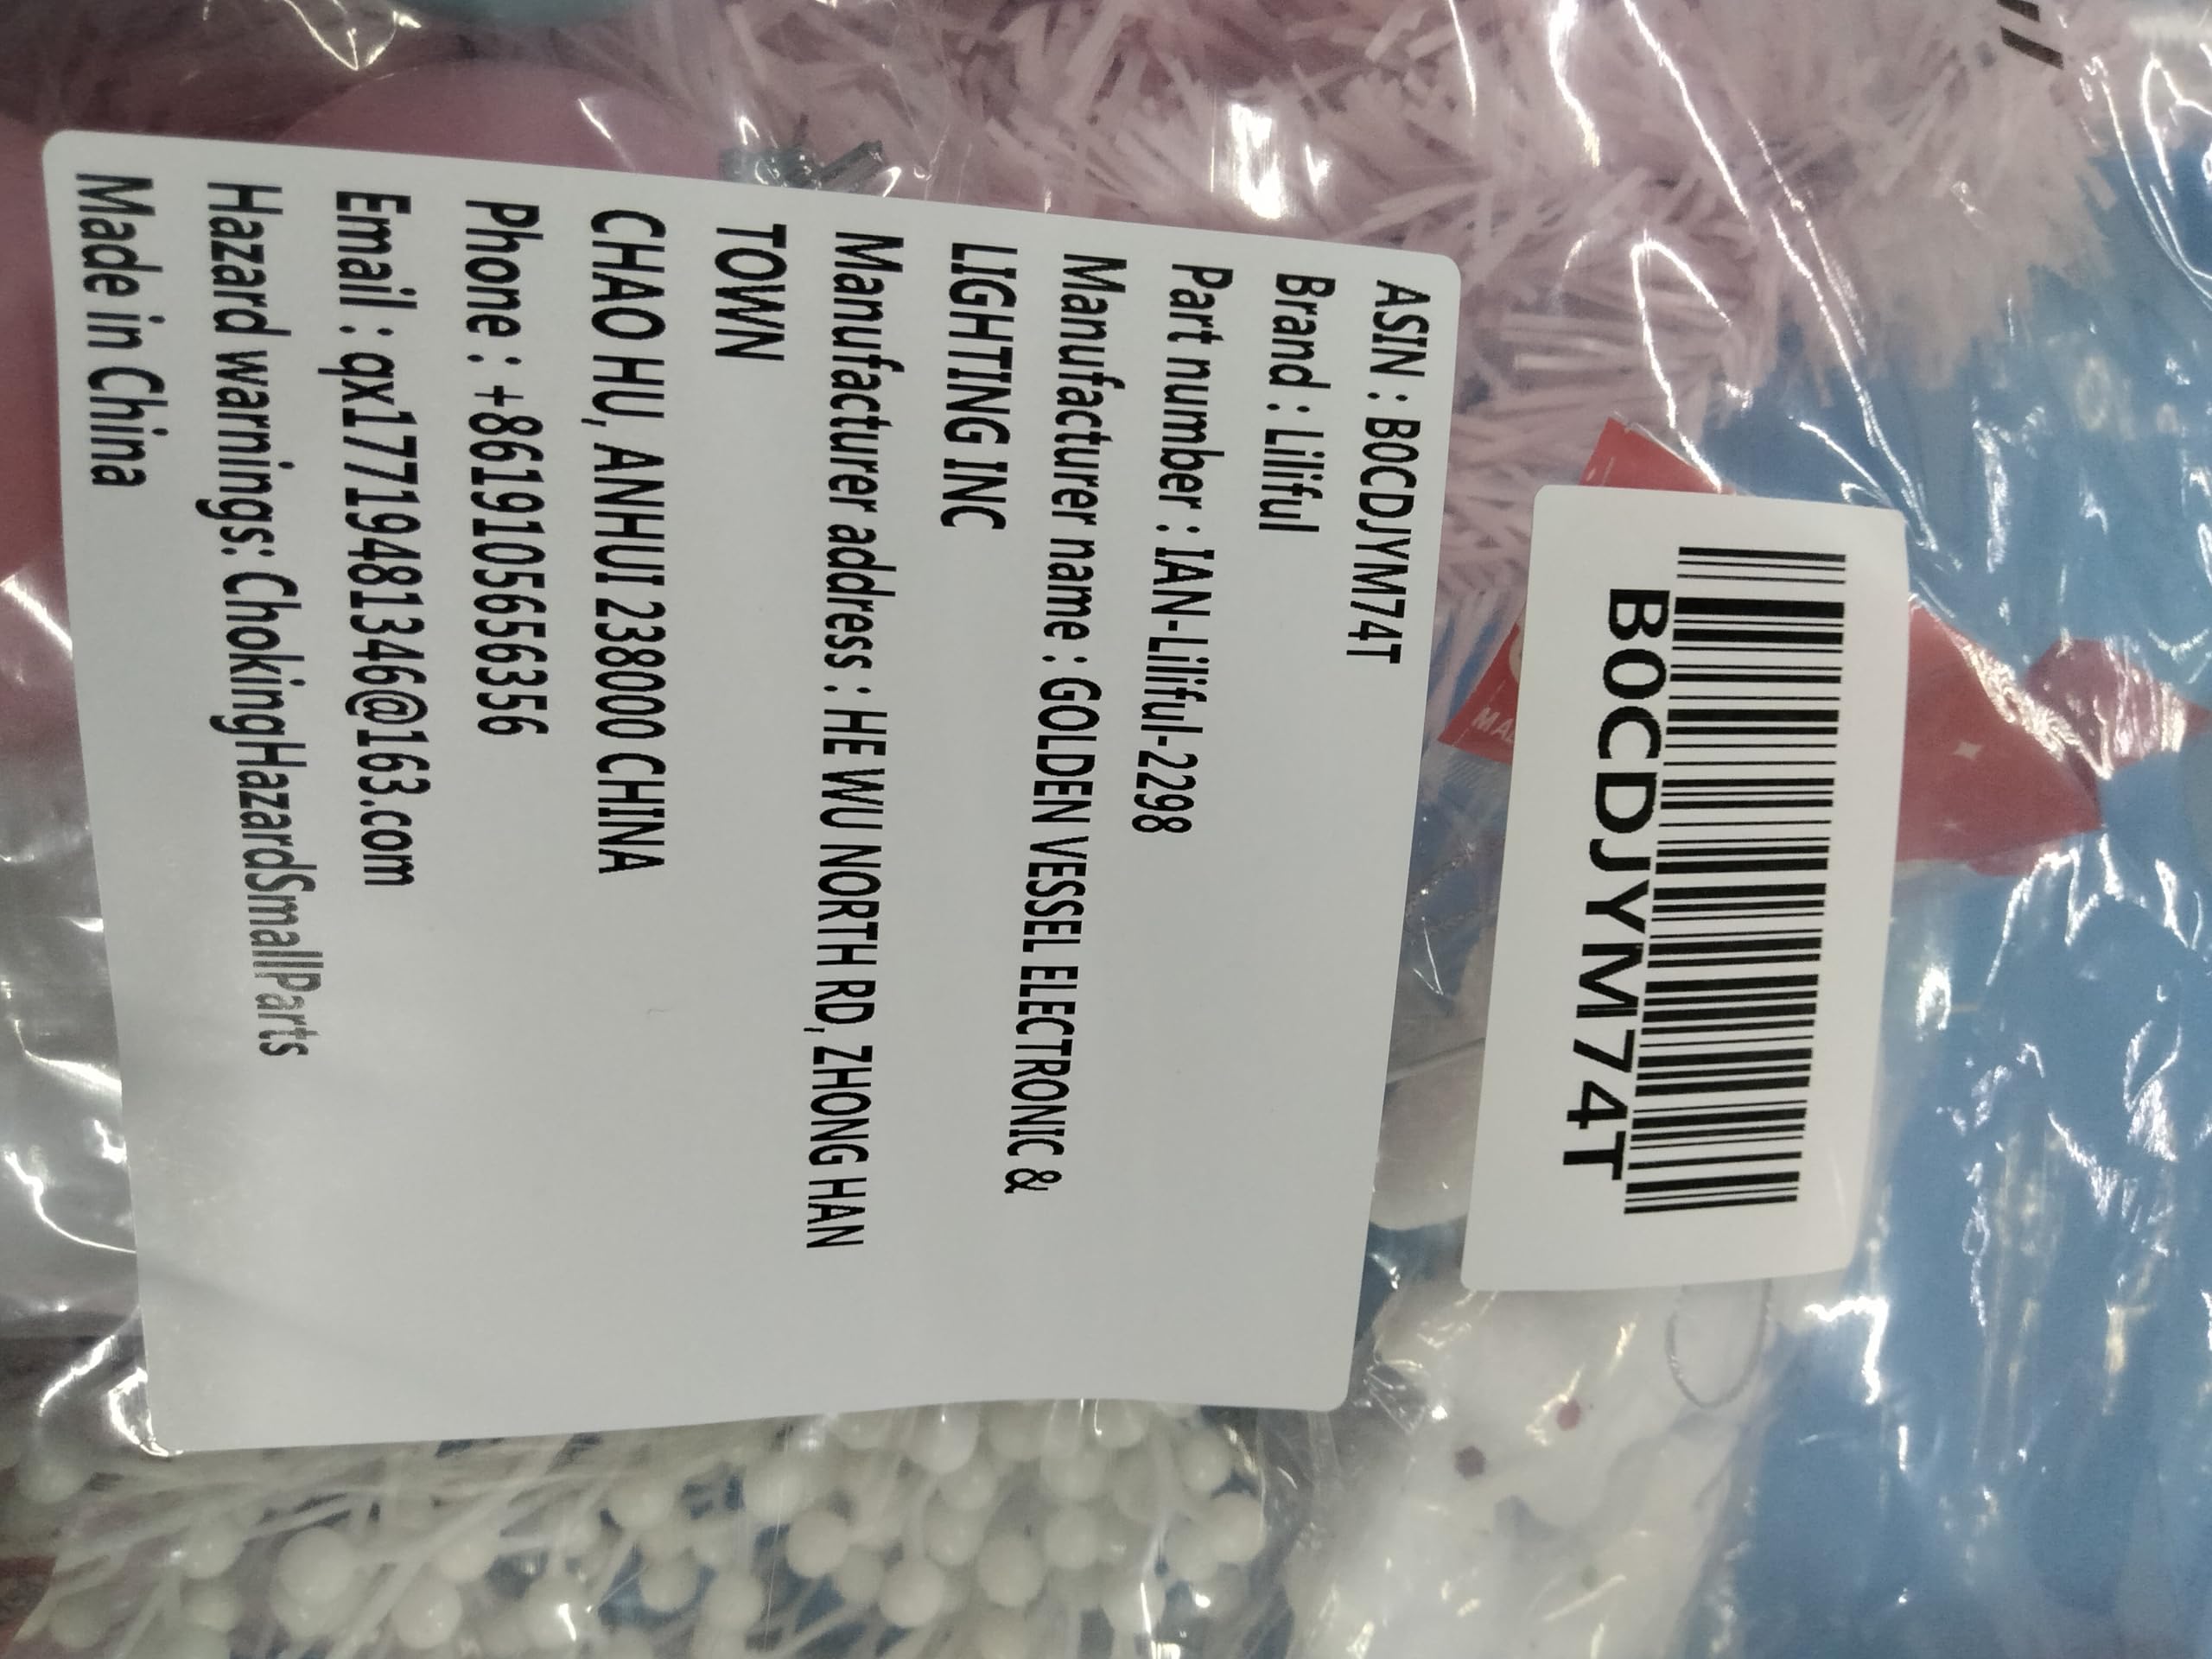 B0CDJYM74T
ASIN : B0CDJYM74T
Brand : Liliful
Part number : IAN-Liliful-2298
Manufacturer name : GOLDEN VESSEL ELECTRONIC &
LIGHTING INC
Manufacturer address : HE WU NORTH RD, ZHONG HAN
TOWN
CHAO HU, ANHUI 238000 CHINA
Phone : +8619105656356
Email : qx17719481346@163.com
Hazard warnings: ChokingHazardSmallParts
Made in China